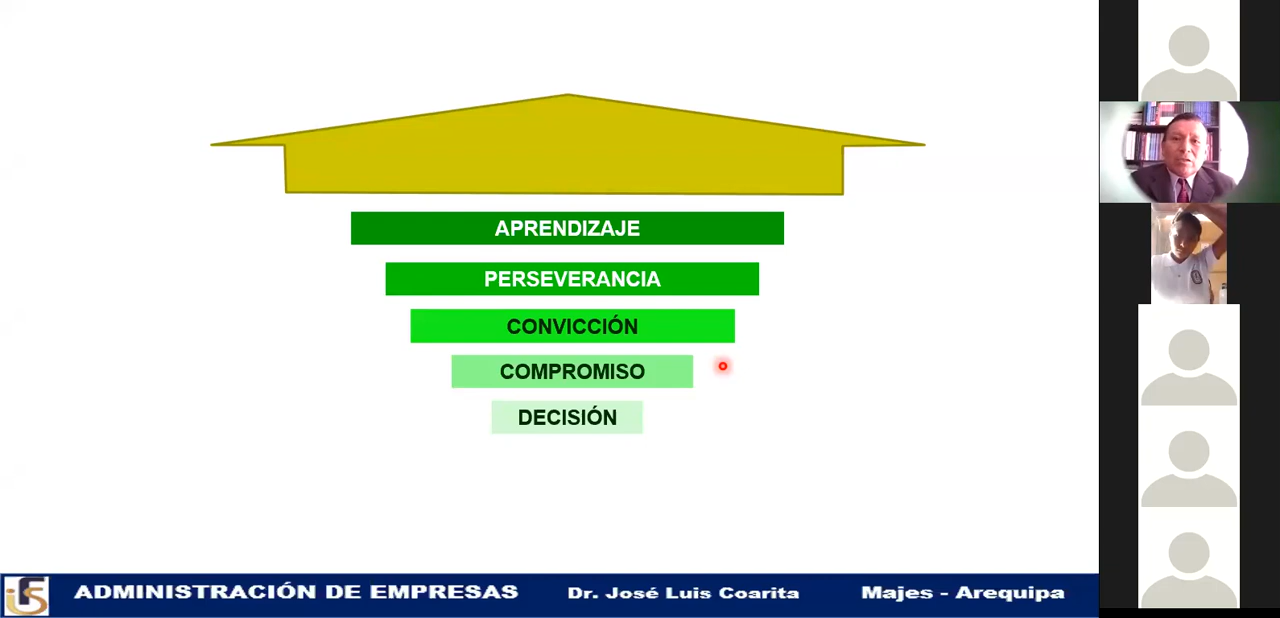 APRENDIZAJE
PERSEVERANCIA
CONVICCIÓN
COMPROMISO
DECISIÓN
ADMINISTRACIÓN DE EMPRESAS Dr. José Luis Coarita Majes - Arequipa